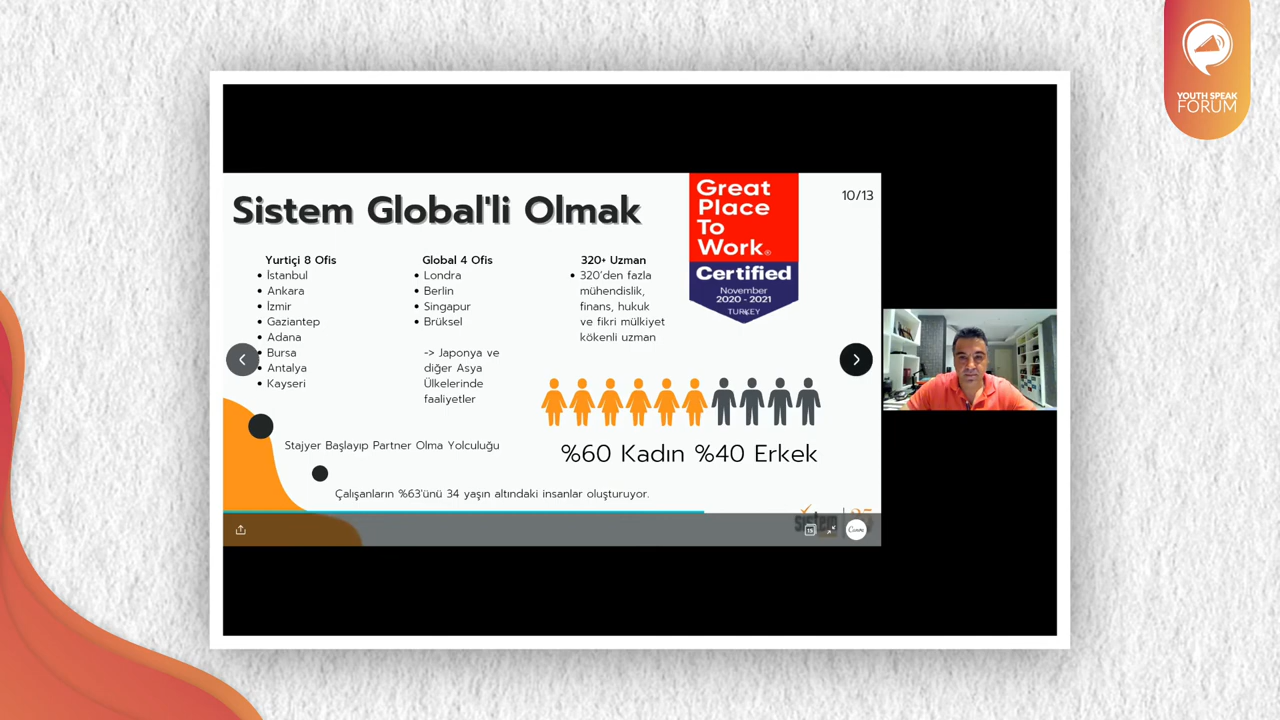 YOUTH SPEAK
FORUM
Sistem Global'li Olmak
10/13
Great
Place
To
Work®
Certified
November
2020 - 2021
TURKEY
Yurtiçi 8 Ofis
• İstanbul
• Ankara
• İzmir
• Gaziantep
• Adana
• Bursa
• Antalya
• Kayseri
Global 4 Ofis
• Londra
• Berlin
• Singapur
• Brüksel
-> Japonya ve
diğer Asya
Ülkelerinde
faaliyetler
320+ Uzman
• 320'den fazla
mühendislik,
finans, hukuk
ve fikri mülkiyet
kökenli uzman
%60 Kadın %40 Erkek
Stajyer Başlayıp Partner Olma Yolculuğu
Çalışanların %63'ünü 34 yaşın altındaki insanlar oluşturuyor.
sistem
Canva